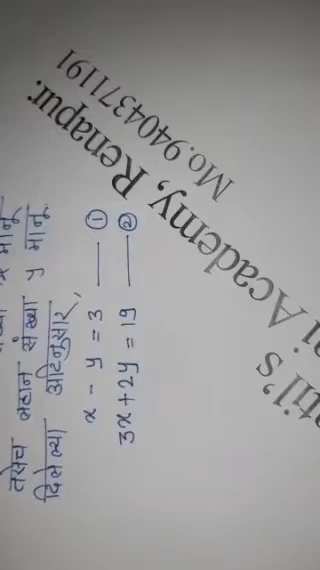 तसेच लहान संख्या y मानू.
दिलेल्या अटिनुसार,
x - y = 3 —— ①
3x + 2y = 19 —— ②
Academy, Renapur.
Mo.9404371191